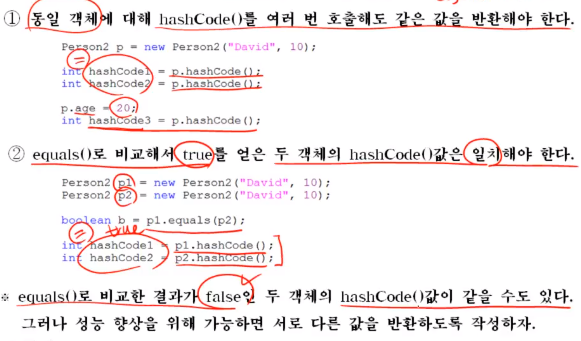 ① 동일 객체에 대해 hashCode()를 여러 번 호출해도 같은 값을 반환해야 한다.
Person2 p = new Person2("David", 10);
=
int hashCode1 = p.hashCode();
int hashCode2 = p.hashCode();
p.age = 20;
int hashCode3 = p.hashCode();
② equals()로 비교해서 true를 얻은 두 객체의 hashCode()값은 일치해야 한다.
Person2 p1 = new Person2("David", 10);
Person2 p2 = new Person2("David", 10);
boolean b = p1.equals(p2);
= true
int hashCode1 = p1.hashCode();
int hashCode2 = p2.hashCode();
※ equals()로 비교한 결과가 false인 두 객체의 hashCode()값이 같을 수도 있다.
그러나 성능 향상을 위해 가능하면 서로 다른 값을 반환하도록 작성하자.